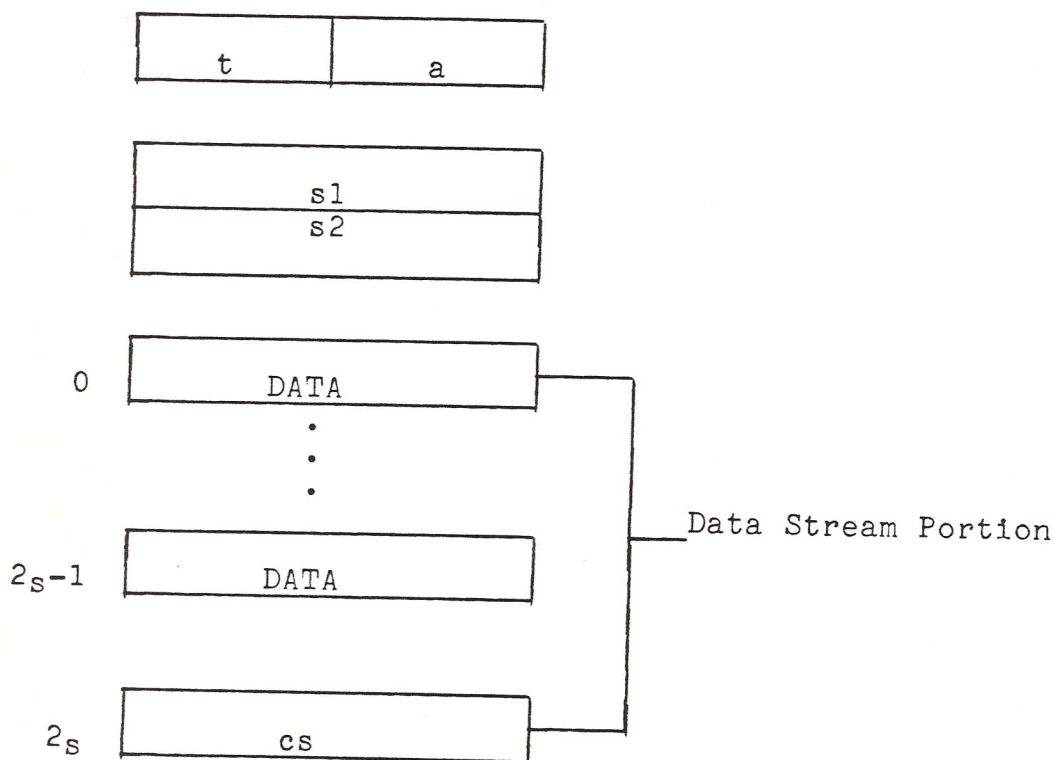 t a
s1
s2
0 DATA
.
.
.
Data Stream Portion
2s-1 DATA
2s cs